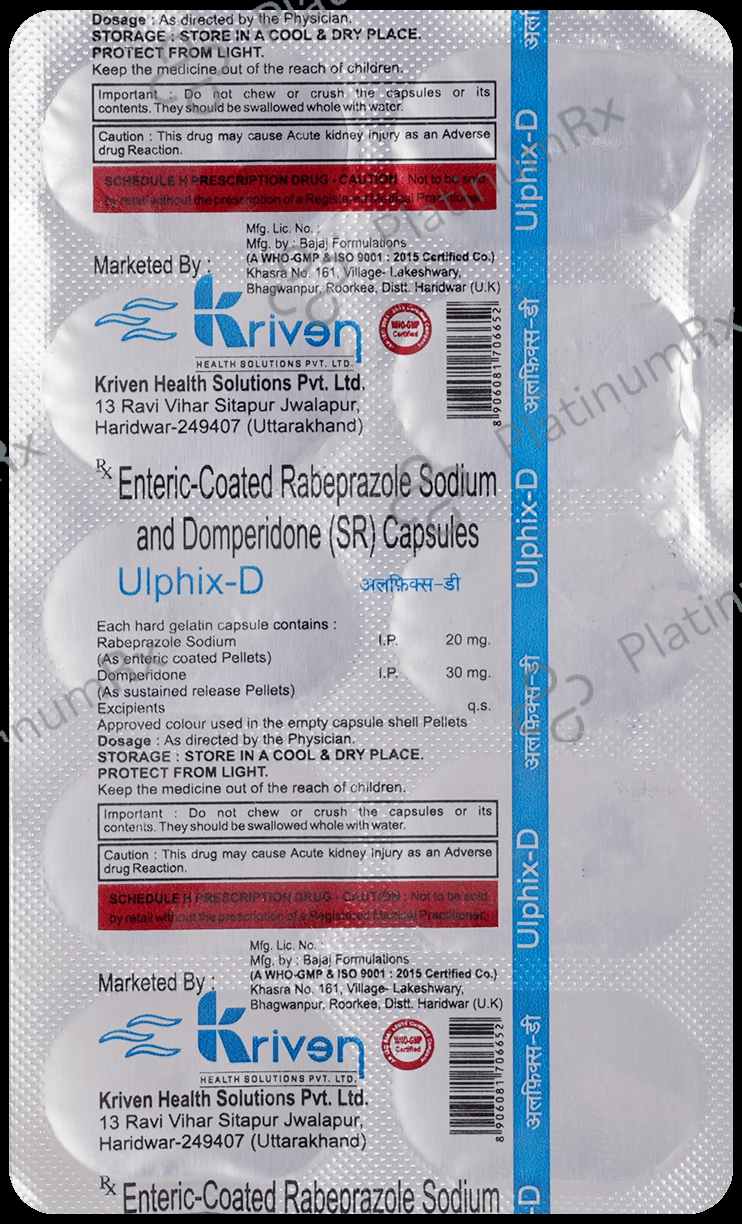 Dosage : As directed by the Physician.
STORAGE : STORE IN A COOL & DRY PLACE.
PROTECT FROM LIGHT.
Keep the medicine out of the reach of children.
Important : Do not chew or crush the capsules or its
contents. They should be swallowed whole with water.
Caution : This drug may cause Acute kidney injury as an Adverse
drug Reaction.
SCHEDULE H PRESCRIPTION DRUG - CAUTION : Not to be sold
by retail without the prescription of a Registered Medical Practitioner.
Mfg. Lic. No. :
Mfg. by : Bajaj Formulations
(A WHO-GMP & ISO 9001 : 2015 Certified Co.)
Khasra No. 161, Village- Lakeshwary,
Bhagwanpur, Roorkee, Distt. Haridwar (U.K)
Marketed By :
Kriven
HEALTH SOLUTIONS PVT. LTD.
WHO-GMP
Certified
8906081706652
Kriven Health Solutions Pvt. Ltd.
13 Ravi Vihar Sitapur Jwalapur,
Haridwar-249407 (Uttarakhand)
Rx Enteric-Coated Rabeprazole Sodium
and Domperidone (SR) Capsules
Ulphix-D अलफ़िक्स-डी
Each hard gelatin capsule contains :
Rabeprazole Sodium I.P. 20 mg.
(As enteric coated Pellets)
Domperidone I.P. 30 mg.
(As sustained release Pellets)
Excipients q.s.
Approved colour used in the empty capsule shell Pellets
Dosage : As directed by the Physician.
STORAGE : STORE IN A COOL & DRY PLACE.
PROTECT FROM LIGHT.
Keep the medicine out of the reach of children.
Important : Do not chew or crush the capsules or its
contents. They should be swallowed whole with water.
Caution : This drug may cause Acute kidney injury as an Adverse
drug Reaction.
SCHEDULE H PRESCRIPTION DRUG - CAUTION : Not to be sold
by retail without the prescription of a Registered Medical Practitioner.
Mfg. Lic. No. :
Mfg. by : Bajaj Formulations
(A WHO-GMP & ISO 9001 : 2015 Certified Co.)
Khasra No. 161, Village- Lakeshwary,
Bhagwanpur, Roorkee, Distt. Haridwar (U.K)
Marketed By :
Kriven
HEALTH SOLUTIONS PVT. LTD.
WHO-GMP
Certified
8906081706652
Kriven Health Solutions Pvt. Ltd.
13 Ravi Vihar Sitapur Jwalapur,
Haridwar-249407 (Uttarakhand)
Rx Enteric-Coated Rabeprazole Sodium
Ulphix-D
अलफ़िक्स-डी
Ulphix-D
अलफ़िक्स-डी
Ulphix-D
अलफ़िक्स-डी
-D
PlatinumRx
PlatinumRx
PlatinumRx